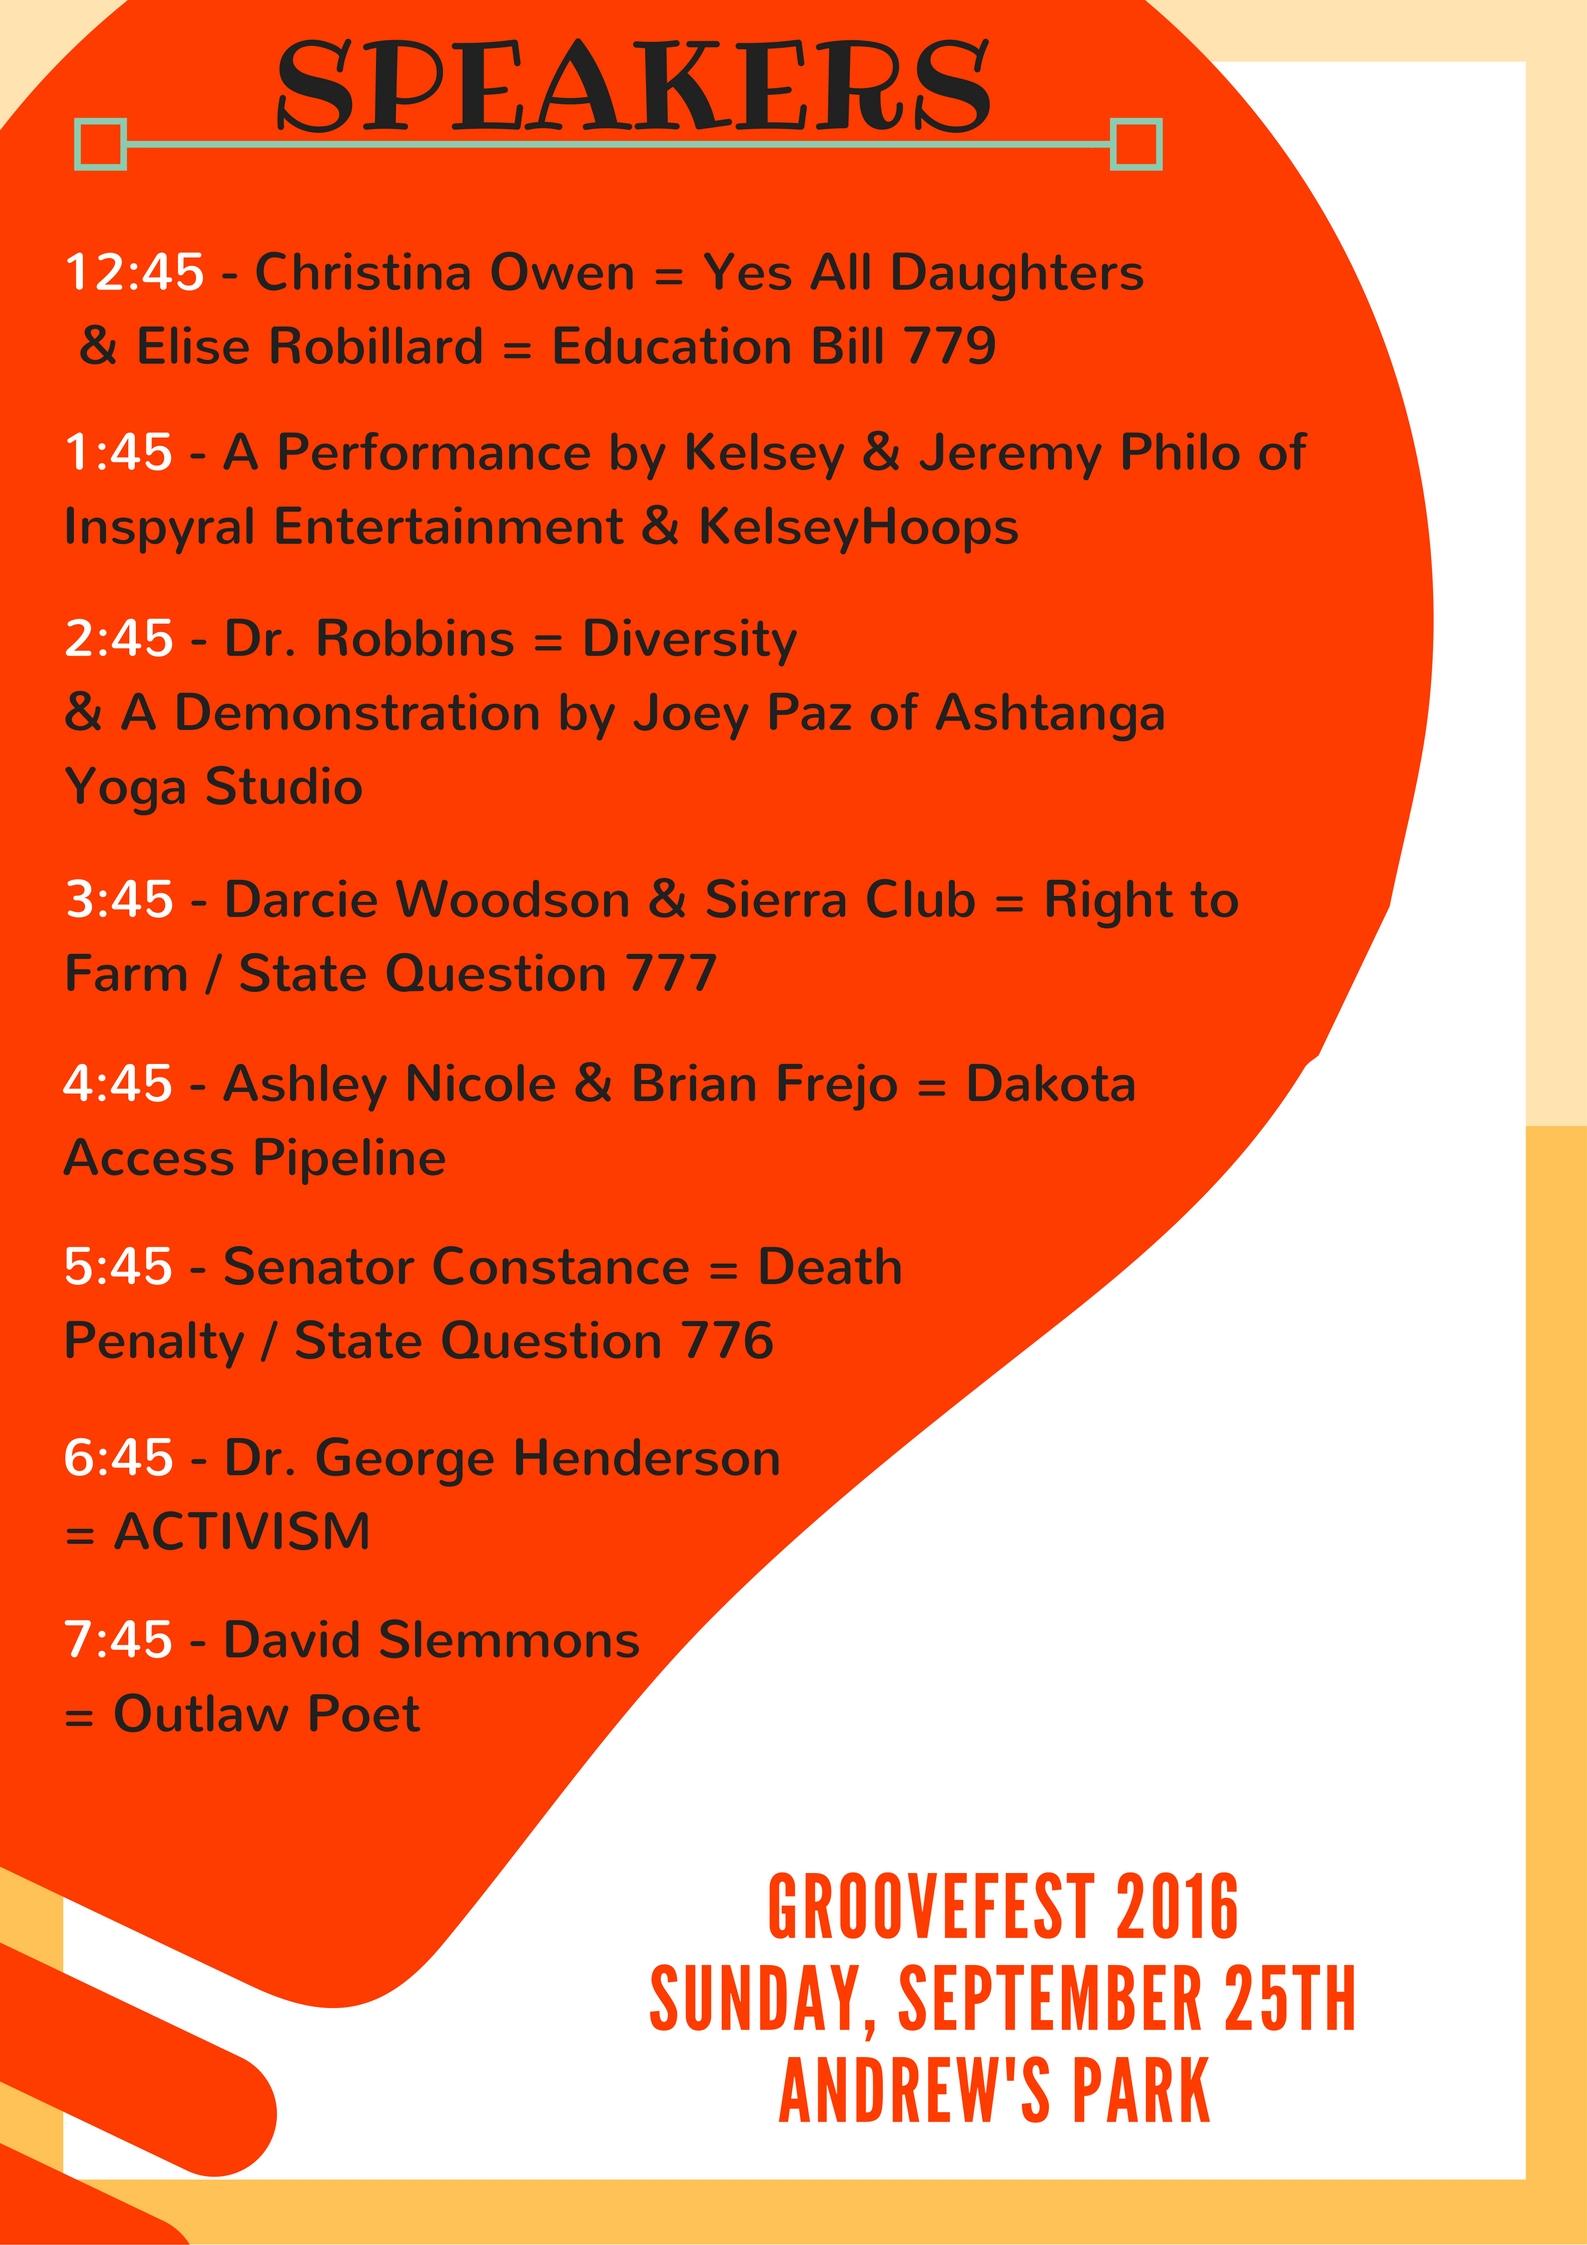 SPEAKERS
12:45 - Christina Owen = Yes All Daughters
& Elise Robillard = Education Bill 779
1:45 - A Performance by Kelsey & Jeremy Philo of
Inspyral Entertainment & KelseyHoops
2:45 - Dr. Robbins = Diversity
& A Demonstration by Joey Paz of Ashtanga
Yoga Studio
3:45 - Darcie Woodson & Sierra Club = Right to
Farm / State Question 777
4:45 - Ashley Nicole & Brian Frejo = Dakota
Access Pipeline
5:45 - Senator Constance = Death
Penalty / State Question 776
6:45 - Dr. George Henderson
= ACTIVISM
7:45 - David Slemmons
= Outlaw Poet
GROOVEFEST 2016
SUNDAY, SEPTEMBER 25TH
ANDREW'S PARK